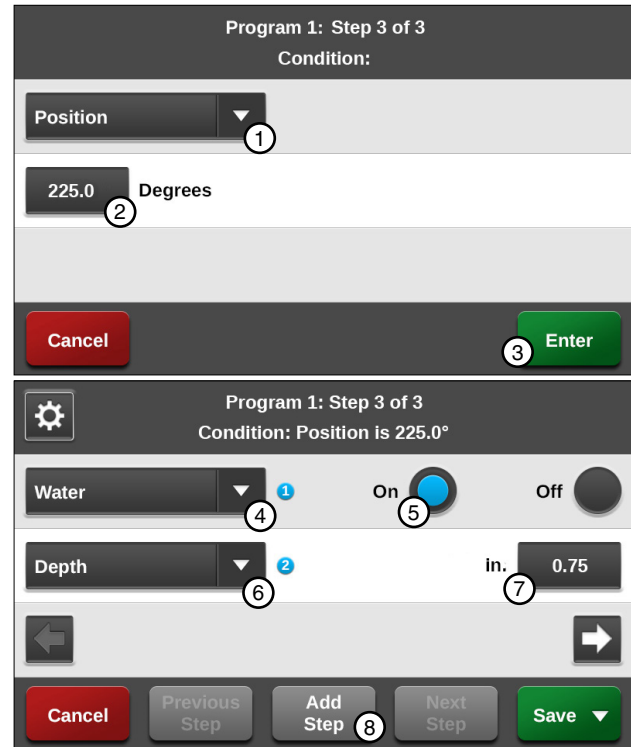 Program 1: Step 3 of 3
Condition:
Position
1
225.0 Degrees
2
Cancel Enter
3
Program 1: Step 3 of 3
Condition: Position is 225.0°
Water 1 On Off
4 5
Depth 2 in. 0.75
6 7
Cancel Previous Step Add Step Next Step Save
8